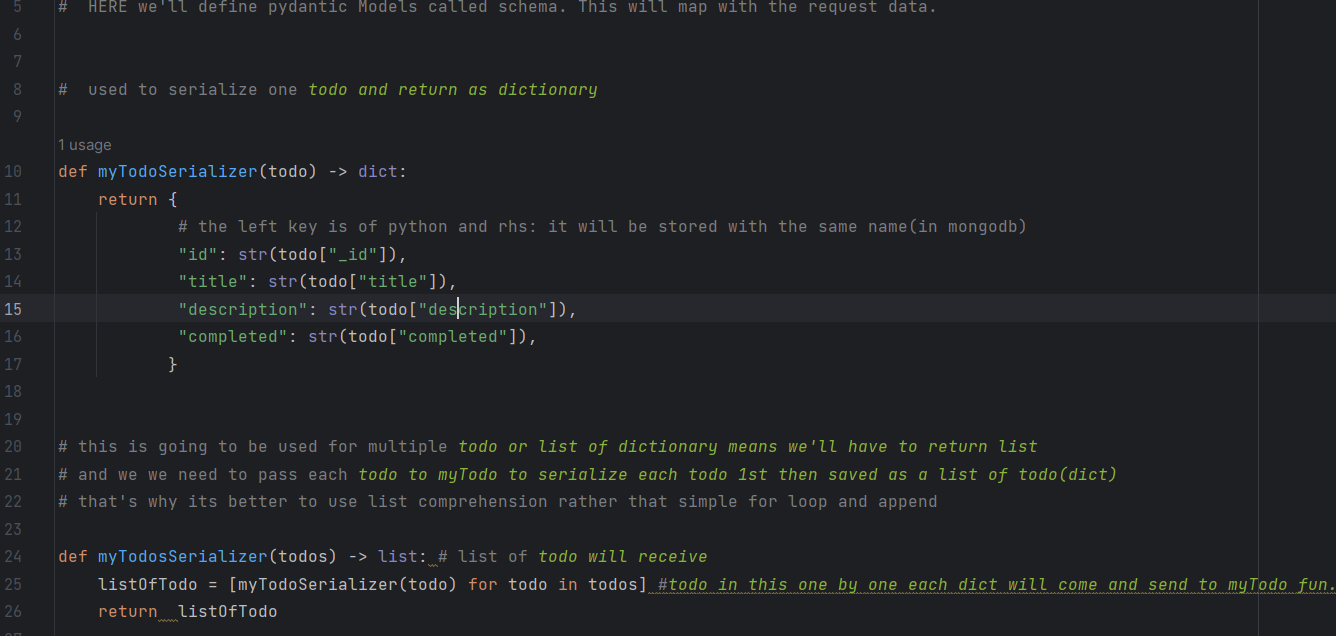 5 #  HERE we'll define pydantic Models called schema. This will map with the request data.
6
7
8 #  used to serialize one todo and return as dictionary
9
1 usage
10 def myTodoSerializer(todo) -> dict:
11     return {
12             # the left key is of python and rhs: it will be stored with the same name(in mongodb)
13             "id": str(todo["_id"]),
14             "title": str(todo["title"]),
15             "description": str(todo["description"]),
16             "completed": str(todo["completed"]),
17            }
18
19
20 # this is going to be used for multiple todo or list of dictionary means we'll have to return list
21 # and we we need to pass each todo to myTodo to serialize each todo 1st then saved as a list of todo(dict)
22 # that's why its better to use list comprehension rather that simple for loop and append
23
24 def myTodosSerializer(todos) -> list: # list of todo will receive
25     listOfTodo = [myTodoSerializer(todo) for todo in todos] #todo in this one by one each dict will come and send to myTodo fun.
26     return  listOfTodo